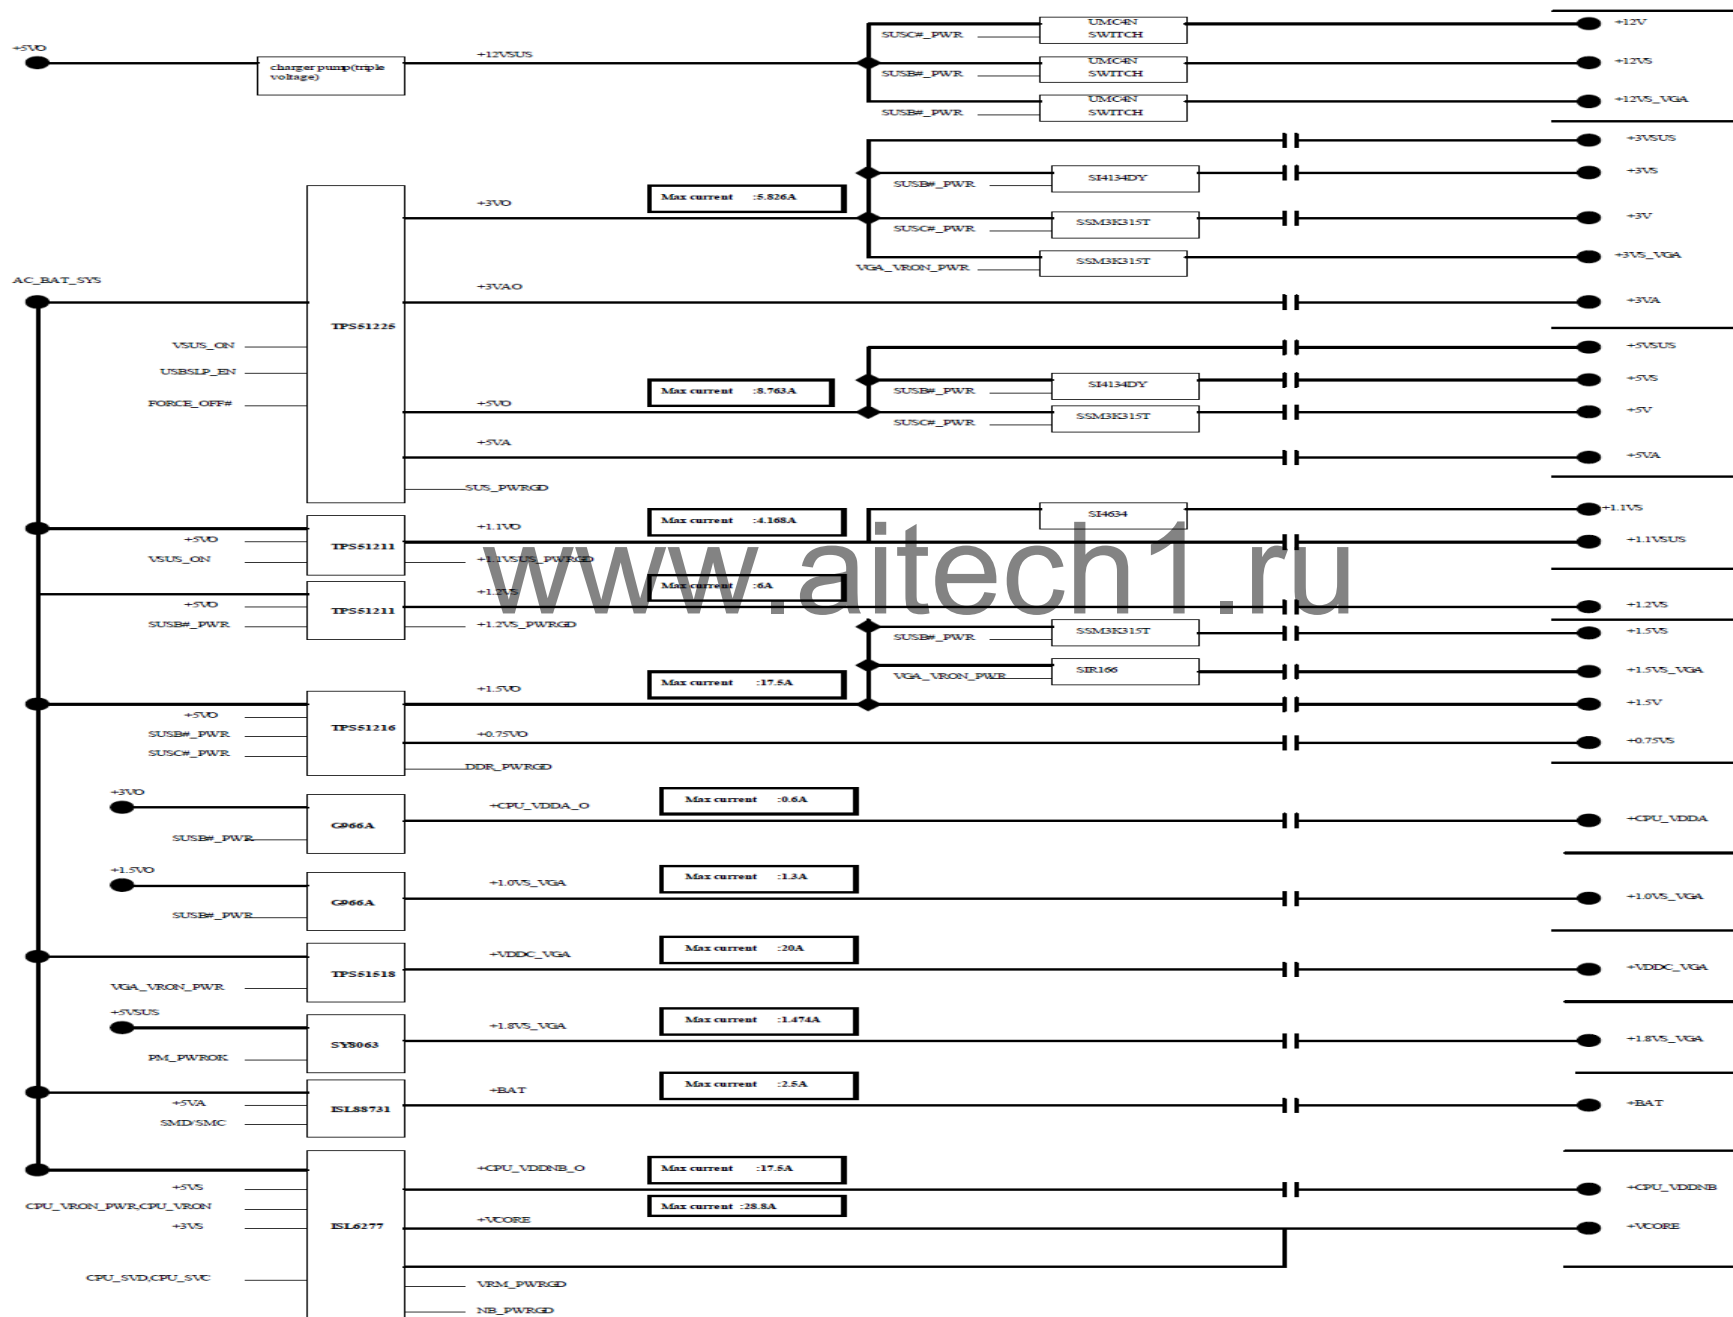 +5VO
charger pump(triple
voltage)
+12VSUS
SUSC#_PWR
UMC4N
SWITCH
+12V
SUSB#_PWR
UMC4N
SWITCH
+12VS
SUSB#_PWR
UMC4N
SWITCH
+12VS_VGA
AC_BAT_SYS
VSUS_ON
USBSLP_EN
FORCE_OFF#
TPS51225
+3VO
Max current :5.826A
+3VSUS
SUSB#_PWR
SI4134DY
+3VS
SUSC#_PWR
SSM3K315T
+3V
VGA_VRON_PWR
SSM3K315T
+3VS_VGA
+3VAO
+3VA
+5VO
Max current :8.763A
+5VSUS
SUSB#_PWR
SI4134DY
+5VS
SUSC#_PWR
SSM3K315T
+5V
+5VA
+5VA
SUS_PWRGD
+5VO
VSUS_ON
TPS51211
+1.1VO
Max current :4.168A
SI4634
+1.1VS
+1.1VSUS
+1.1VSUS_PWRGD
www.aitech1.ru
+5VO
SUSB#_PWR
TPS51211
+1.2VS
Max current :6A
+1.2VS
+1.2VS_PWRGD
+5VO
SUSB#_PWR
SUSC#_PWR
TPS51216
+1.5VO
Max current :17.5A
SUSB#_PWR
SSM3K315T
+1.5VS
VGA_VRON_PWR
SIR166
+1.5VS_VGA
+1.5V
+0.75VO
+0.75VS
DDR_PWRGD
+3VO
SUSB#_PWR
G966A
+CPU_VDDA_O
Max current :0.6A
+CPU_VDDA
+1.5VO
SUSB#_PWR
G966A
+1.0VS_VGA
Max current :1.3A
+1.0VS_VGA
VGA_VRON_PWR
TPS51518
+VDDC_VGA
Max current :20A
+VDDC_VGA
+5VSUS
PM_PWROK
SY8063
+1.8VS_VGA
Max current :1.474A
+1.8VS_VGA
+5VA
SMD/SMC
ISL88731
+BAT
Max current :2.5A
+BAT
+5VS
CPU_VRON_PWR,CPU_VRON
+3VS
CPU_SVD,CPU_SVC
ISL6277
+CPU_VDDNB_O
Max current :17.5A
+CPU_VDDNB
Max current :28.8A
+VCORE
+VCORE
VRM_PWRGD
NB_PWRGD